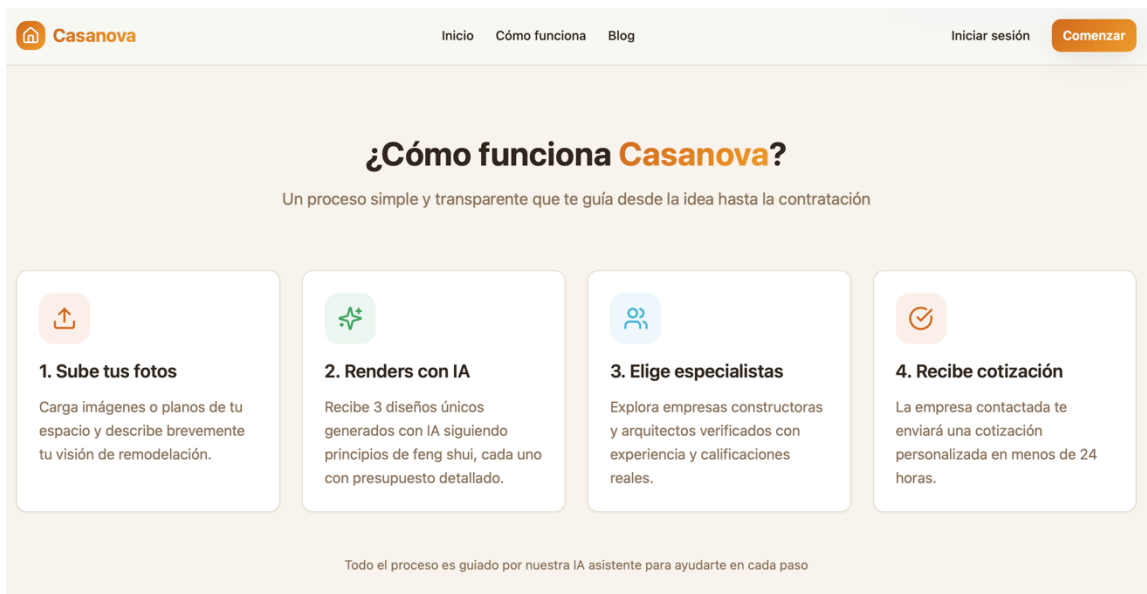 Casanova
Inicio
Cómo funciona
Blog
Iniciar sesión
Comenzar
¿Cómo funciona Casanova?
Un proceso simple y transparente que te guía desde la idea hasta la contratación
1. Sube tus fotos
Carga imágenes o planos de tu
espacio y describe brevemente
tu visión de remodelación.
2. Renders con IA
Recibe 3 diseños únicos
generados con IA siguiendo
principios de feng shui, cada uno
con presupuesto detallado.
3. Elige especialistas
Explora empresas constructoras
y arquitectos verificados con
experiencia y calificaciones
reales.
4. Recibe cotización
La empresa contactada te
enviará una cotización
personalizada en menos de 24
horas.
Todo el proceso es guiado por nuestra IA asistente para ayudarte en cada paso